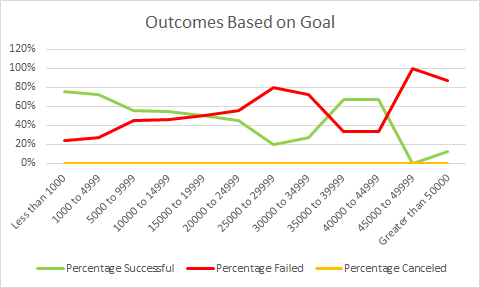 Outcomes Based on Goal
120%
100%
80%
60%
40%
20%
0%
Less than 1000
1000 to 4999
5000 to 9999
10000 to 14999
15000 to 19999
20000 to 24999
25000 to 29999
30000 to 34999
35000 to 39999
40000 to 44999
45000 to 49999
Greater than 50000
Percentage Successful
Percentage Failed
Percentage Canceled